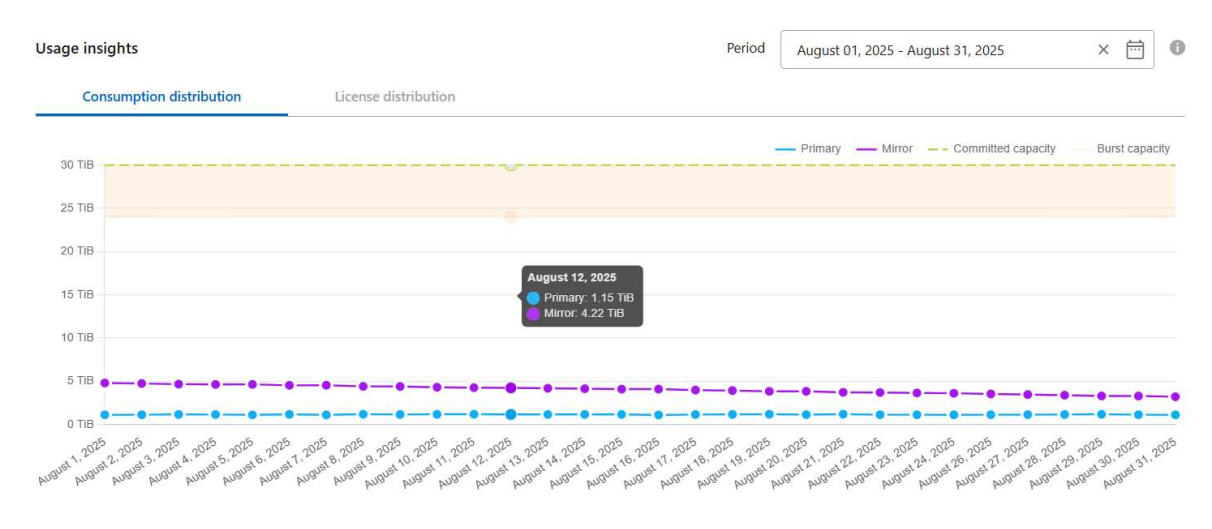 Usage insights
Period
August 01, 2025 - August 31, 2025
Consumption distribution
License distribution
Primary
Mirror
Committed capacity
Burst capacity
30 TiB
25 TiB
20 TiB
15 TiB
10 TiB
5 TiB
0 TiB
August 12, 2025
Primary: 1.15 TiB
Mirror: 4.22 TiB
August 1, 2025
August 2, 2025
August 3, 2025
August 4, 2025
August 5, 2025
August 6, 2025
August 7, 2025
August 8, 2025
August 9, 2025
August 10, 2025
August 11, 2025
August 12, 2025
August 13, 2025
August 14, 2025
August 15, 2025
August 16, 2025
August 17, 2025
August 18, 2025
August 19, 2025
August 20, 2025
August 21, 2025
August 22, 2025
August 23, 2025
August 24, 2025
August 26, 2025
August 27, 2025
August 28, 2025
August 29, 2025
August 30, 2025
August 31, 2025